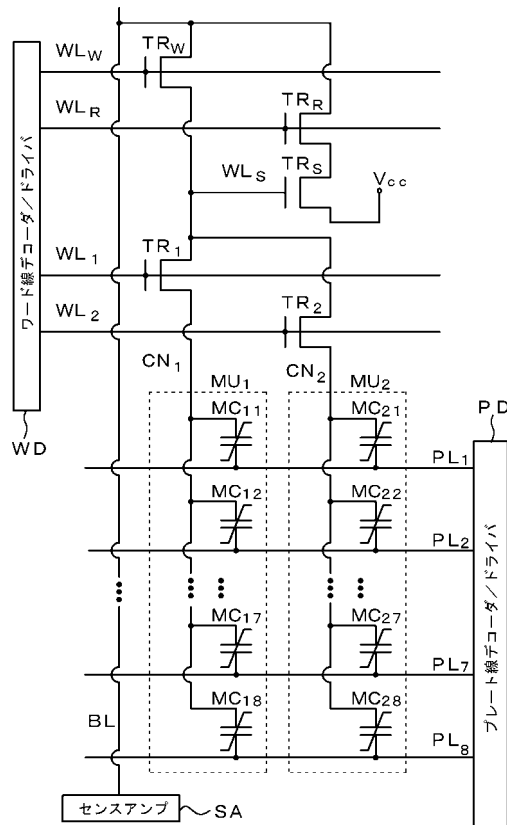 WLW
TRW
WLR
TRR
TRS
WLS
Vcc
ワード線デコーダ/ドライバ
TR1
WL1
TR2
WL2
CN1
CN2
MU1
MU2
WD
PD
MC11
MC21
PL1
MC12
MC22
PL2
プレート線デコーダ/ドライバ
MC17
MC27
PL7
MC18
MC28
BL
PL8
センスアンプ
SA